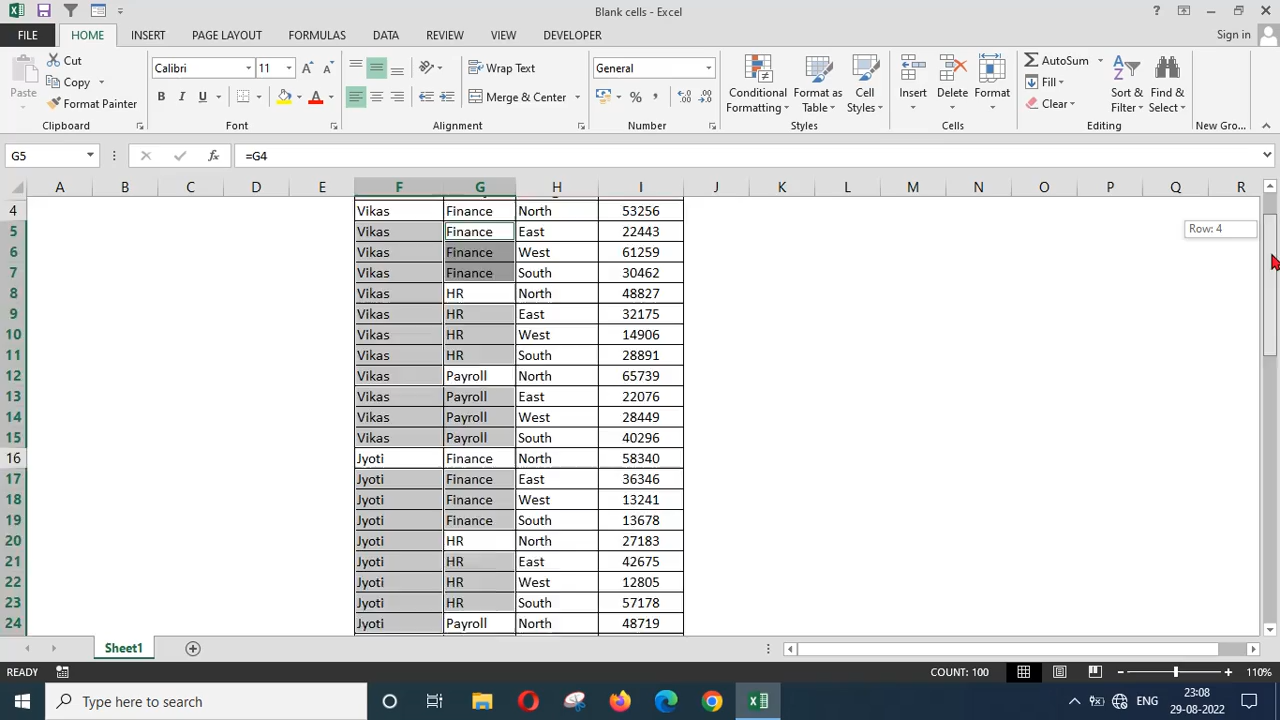 Blank cells - Excel
?
FILE HOME INSERT PAGE LAYOUT FORMULAS DATA REVIEW VIEW DEVELOPER Sign in
Paste
Cut
Copy
Format Painter
Clipboard
Calibri 11
B I U
Font
Wrap Text
Merge & Center
Alignment
General
%
Number
Conditional Formatting
Format as Table
Cell Styles
Styles
Insert Delete Format
Cells
AutoSum
Fill
Clear
Sort & Filter
Find & Select
Editing
New Gro...
G5 fx =G4
A B C D E F G H I J K L M N O P Q R
4 Vikas Finance North 53256
5 Vikas Finance East 22443
Row: 4
6 Vikas Finance West 61259
7 Vikas Finance South 30462
8 Vikas HR North 48827
9 Vikas HR East 32175
10 Vikas HR West 14906
11 Vikas HR South 28891
12 Vikas Payroll North 65739
13 Vikas Payroll East 22076
14 Vikas Payroll West 28449
15 Vikas Payroll South 40296
16 Jyoti Finance North 58340
17 Jyoti Finance East 36346
18 Jyoti Finance West 13241
19 Jyoti Finance South 13678
20 Jyoti HR North 27183
21 Jyoti HR East 42675
22 Jyoti HR West 12805
23 Jyoti HR South 57178
24 Jyoti Payroll North 48719
Sheet1
READY COUNT: 100 110%
Type here to search
ENG
23:08
29-08-2022